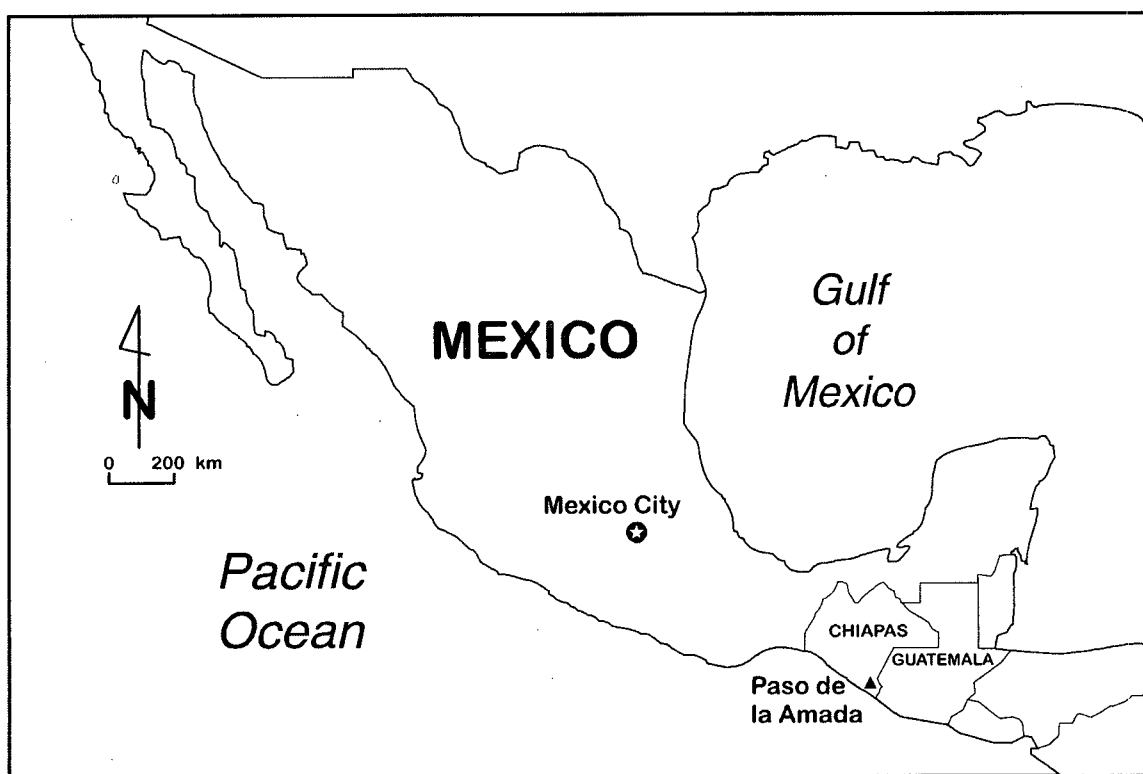 MEXICO
Gulf
of
Mexico
N
0 200 km
Mexico City
Pacific
Ocean
CHIAPAS
GUATEMALA
Paso de
la Amada